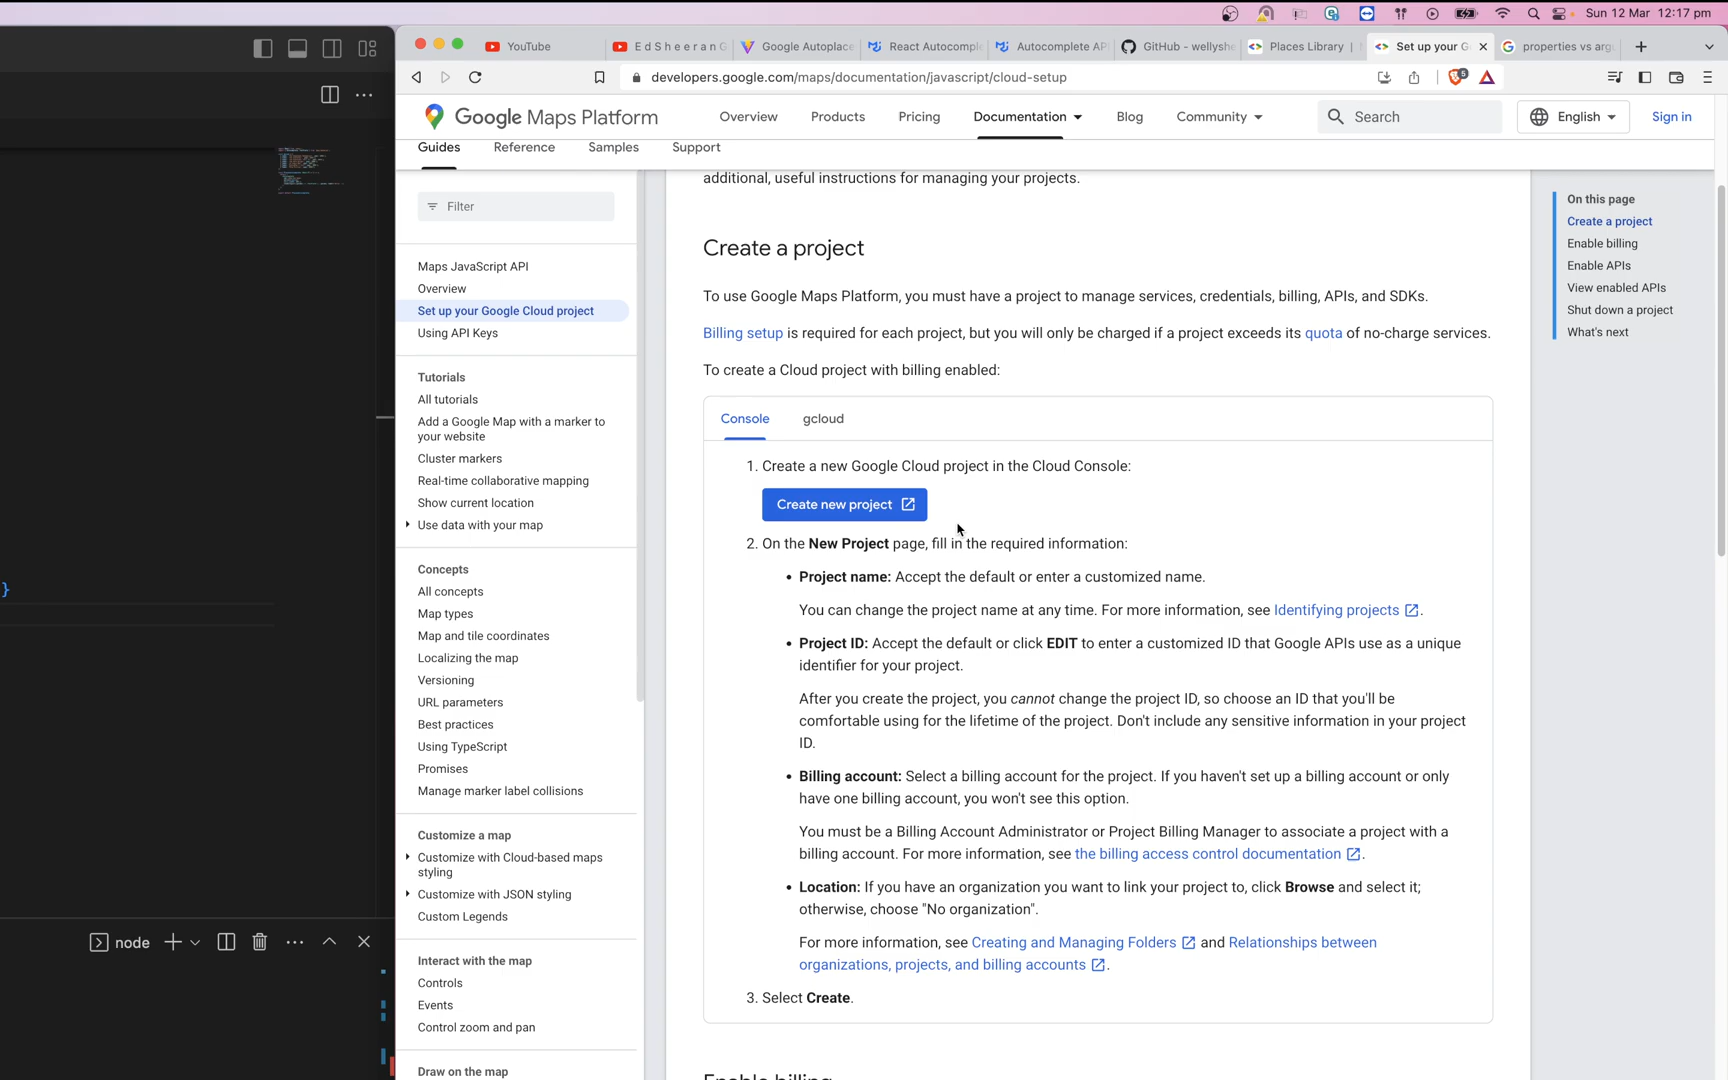 Sun 12 Mar 12:17 pm
YouTube
E d S h e e r a n G
Google Autoplace
React Autocomple
Autocomplete AP
GitHub - wellyshe
Places Library |
Set up your G
properties vs arg
developers.google.com/maps/documentation/javascript/cloud-setup
5
Google Maps Platform
Overview
Products
Pricing
Documentation
Blog
Community
Search
English
Sign in
Guides
Reference
Samples
Support
Filter
Maps JavaScript API
Overview
Set up your Google Cloud project
Using API Keys
Tutorials
All tutorials
Add a Google Map with a marker to
your website
Cluster markers
Real-time collaborative mapping
Show current location
Use data with your map
Concepts
All concepts
Map types
Map and tile coordinates
Localizing the map
Versioning
URL parameters
Best practices
Using TypeScript
Promises
Manage marker label collisions
Customize a map
Customize with Cloud-based maps
styling
Customize with JSON styling
Custom Legends
Interact with the map
Controls
Events
Control zoom and pan
Draw on the map
additional, useful instructions for managing your projects.
Create a project
To use Google Maps Platform, you must have a project to manage services, credentials, billing, APIs, and SDKs.
Billing setup is required for each project, but you will only be charged if a project exceeds its quota of no-charge services.
To create a Cloud project with billing enabled:
Console
gcloud
1. Create a new Google Cloud project in the Cloud Console:
Create new project
2. On the New Project page, fill in the required information:
• Project name: Accept the default or enter a customized name.
You can change the project name at any time. For more information, see Identifying projects.
• Project ID: Accept the default or click EDIT to enter a customized ID that Google APIs use as a unique
identifier for your project.
After you create the project, you cannot change the project ID, so choose an ID that you'll be
comfortable using for the lifetime of the project. Don't include any sensitive information in your project
ID.
• Billing account: Select a billing account for the project. If you haven't set up a billing account or only
have one billing account, you won't see this option.
You must be a Billing Account Administrator or Project Billing Manager to associate a project with a
billing account. For more information, see the billing access control documentation.
• Location: If you have an organization you want to link your project to, click Browse and select it;
otherwise, choose "No organization".
For more information, see Creating and Managing Folders and Relationships between
organizations, projects, and billing accounts.
3. Select Create.
On this page
Create a project
Enable billing
Enable APIs
View enabled APIs
Shut down a project
What's next
}
node